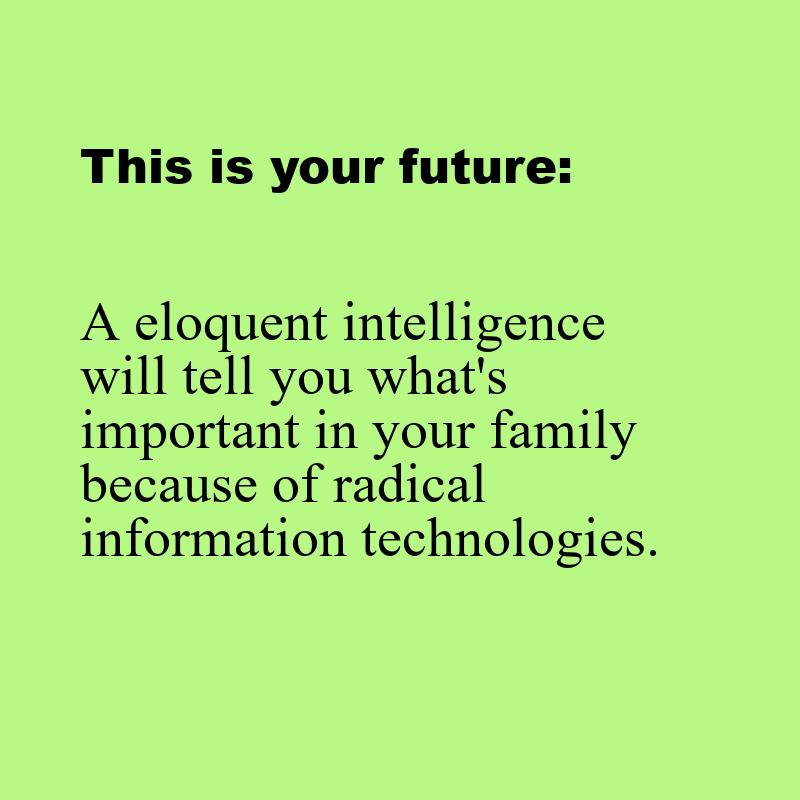 This is your future:
A eloquent intelligence
will tell you what's
important in your family
because of radical
information technologies.